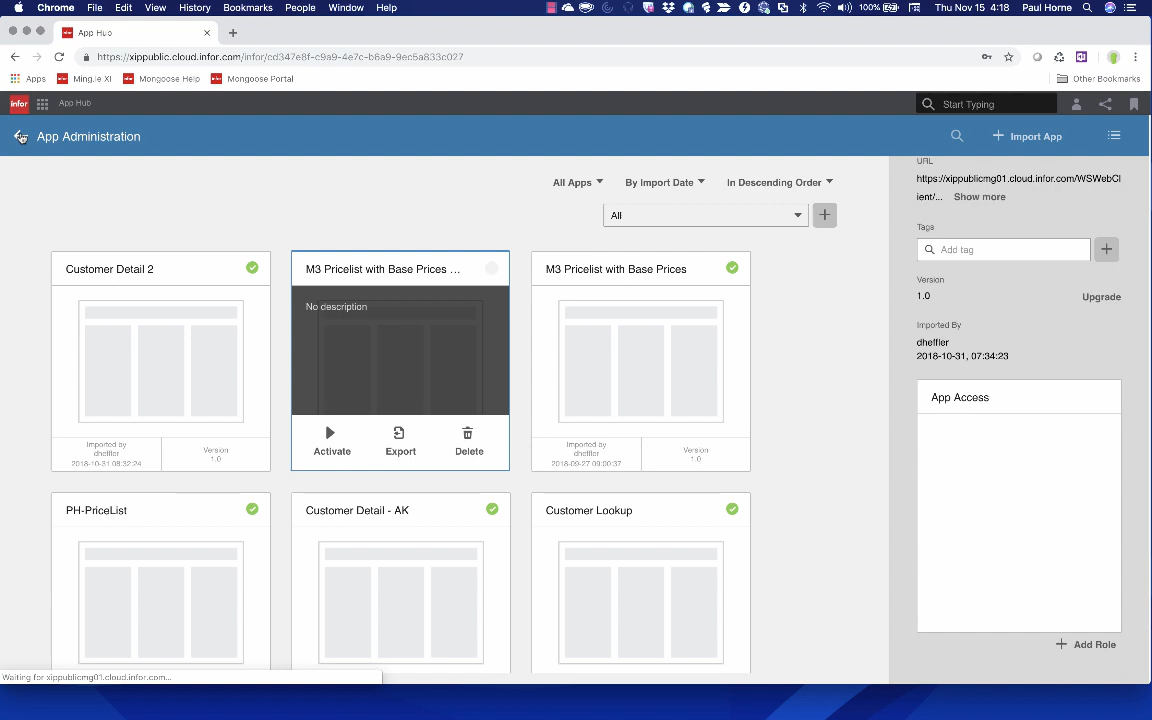 Chrome File Edit View History Bookmarks People Window Help 100% Thu Nov 15 4:18 Paul Horne
App Hub
https://xippublic.cloud.infor.com/infor/cd347e8f-c9a9-4e7c-b6a9-9ec5a833c027
Apps Ming.le XI Mongoose Help Mongoose Portal Other Bookmarks
infor App Hub Start Typing
App Administration Import App
All Apps By Import Date In Descending Order
All
Customer Detail 2
Imported by
dheffler
2018-10-31 08:32:24
Version
1.0
M3 Pricelist with Base Prices ...
No description
Activate Export Delete
M3 Pricelist with Base Prices
Imported by
dheffler
2018-09-27 09:00:37
Version
1.0
PH-PriceList
Customer Detail - AK
Customer Lookup
URL
https://xippublicmg01.cloud.infor.com/WSWebCl
ient/... Show more
Tags
Add tag
Version
1.0 Upgrade
Imported By
dheffler
2018-10-31, 07:34:23
App Access
Add Role
Waiting for xippublicmg01.cloud.infor.com...